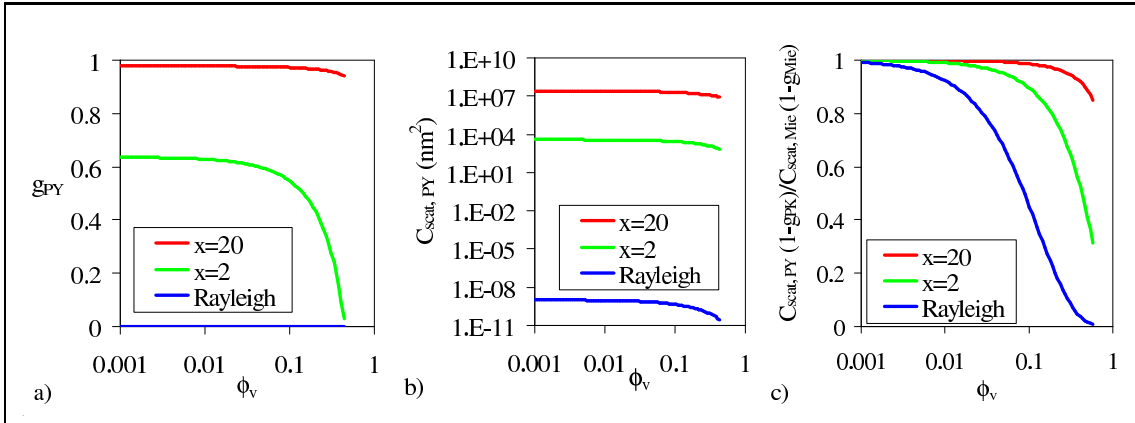 1
0.8
0.6
0.4
0.2
0
gPY
x=20
x=2
Rayleigh
0.001
0.01
0.1
1
ϕv
a)
1.E+10
1.E+07
1.E+04
1.E+01
1.E-02
1.E-05
1.E-08
1.E-11
Cscat, PY (nm2)
x=20
x=2
Rayleigh
0.001
0.01
0.1
1
ϕv
b)
1
0.8
0.6
0.4
0.2
0
Cscat, PY (1-gPK)/Cscat, Mie (1-gMie)
x=20
x=2
Rayleigh
0.001
0.01
0.1
1
ϕv
c)